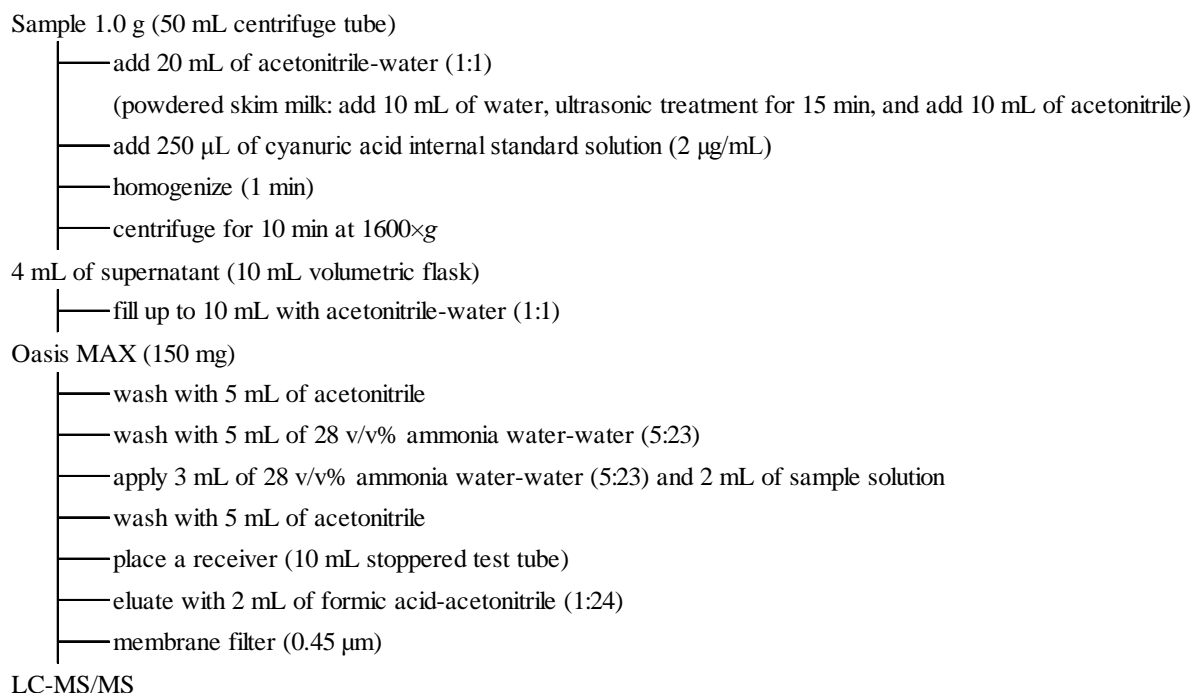 Sample 1.0 g (50 mL centrifuge tube)
add 20 mL of acetonitrile-water (1:1)
(powdered skim milk: add 10 mL of water, ultrasonic treatment for 15 min, and add 10 mL of acetonitrile)
add 250 μL of cyanuric acid internal standard solution (2 μg/mL)
homogenize (1 min)
centrifuge for 10 min at 1600×g
4 mL of supernatant (10 mL volumetric flask)
fill up to 10 mL with acetonitrile-water (1:1)
Oasis MAX (150 mg)
wash with 5 mL of acetonitrile
wash with 5 mL of 28 v/v% ammonia water-water (5:23)
apply 3 mL of 28 v/v% ammonia water-water (5:23) and 2 mL of sample solution
wash with 5 mL of acetonitrile
place a receiver (10 mL stoppered test tube)
eluate with 2 mL of formic acid-acetonitrile (1:24)
membrane filter (0.45 μm)
LC-MS/MS